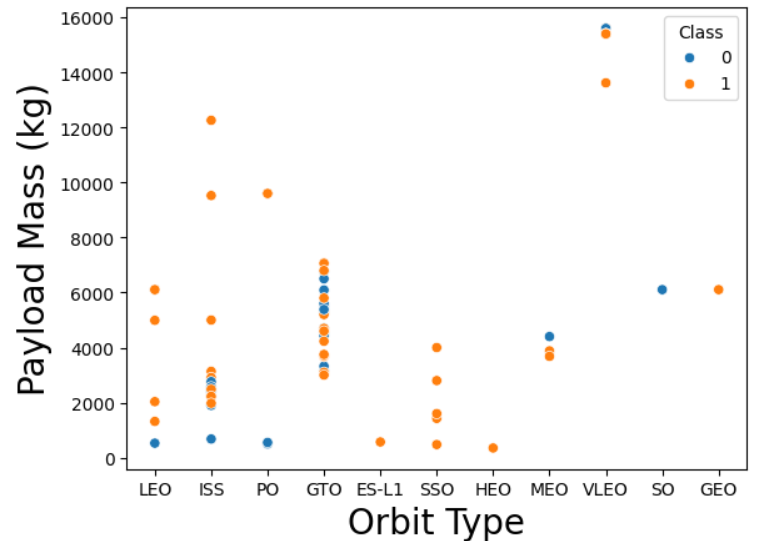 16000
14000
12000
10000
8000
6000
4000
2000
0
Payload Mass (kg)
Class
0
1
LEO ISS PO GTO ES-L1 SSO HEO MEO VLEO SO GEO
Orbit Type